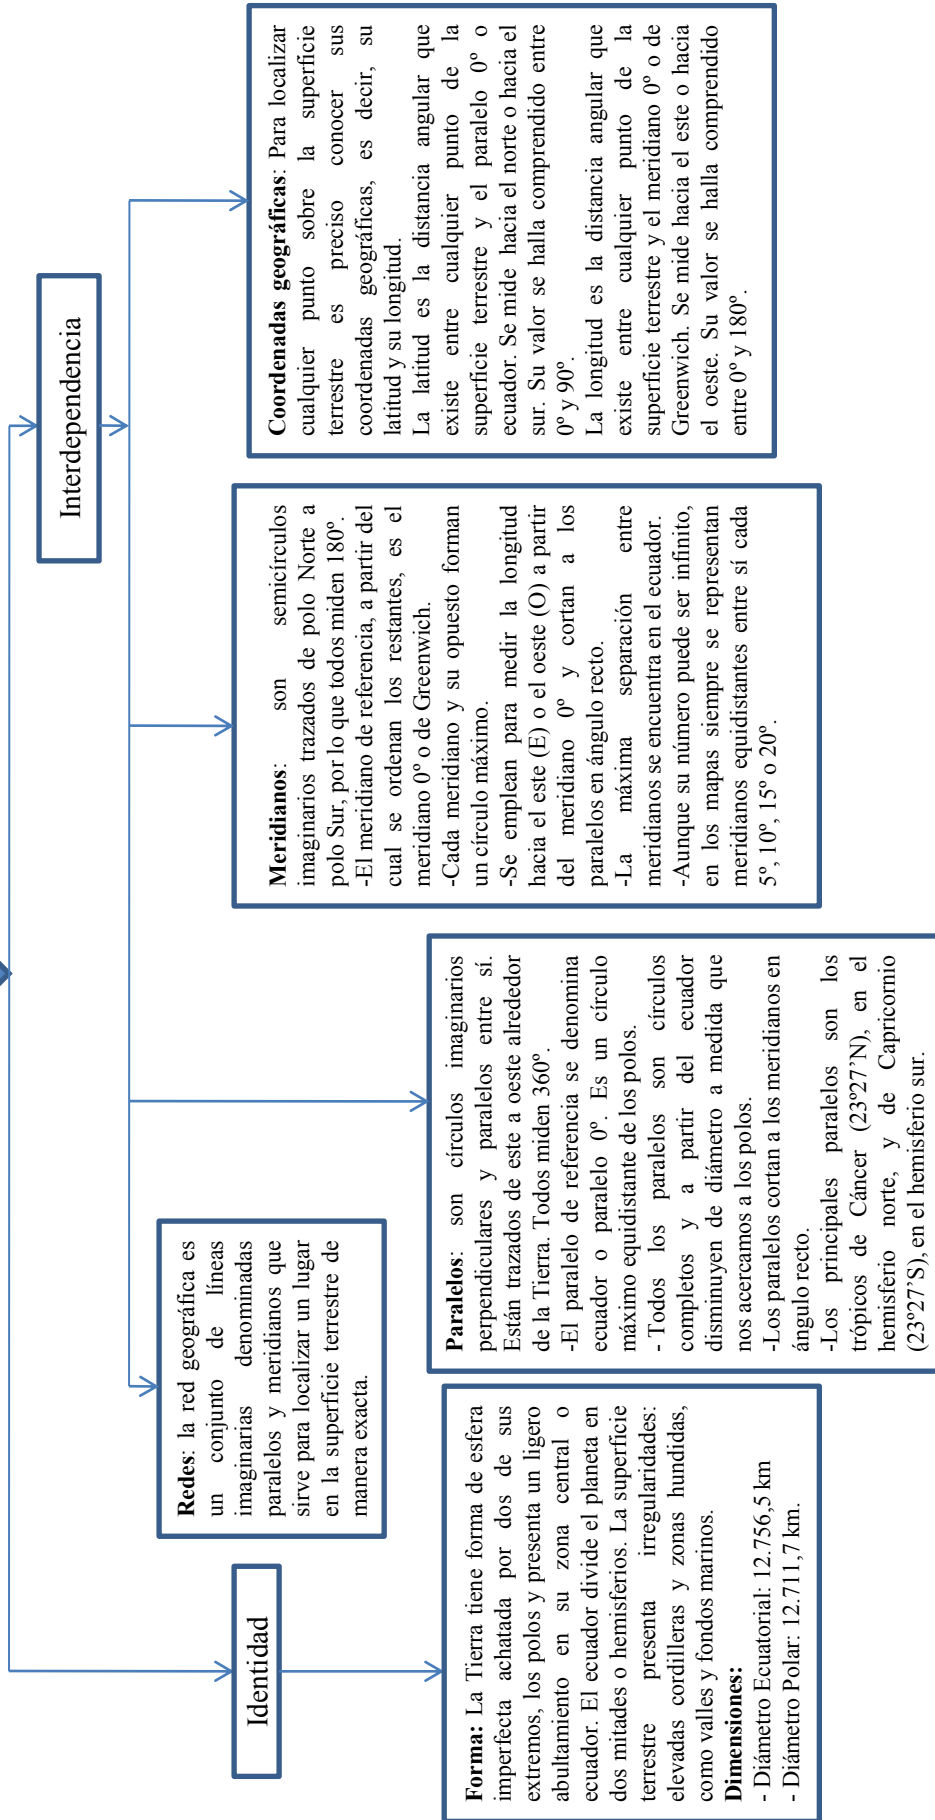 Identidad
Interdependencia
Forma: La Tierra tiene forma de esfera
imperfecta achatada por dos de sus
extremos, los polos y presenta un ligero
abultamiento en su zona central o
ecuador. El ecuador divide el planeta en
dos mitades o hemisferios. La superficie
terrestre presenta irregularidades:
elevadas cordilleras y zonas hundidas,
como valles y fondos marinos.
Dimensiones:
- Diámetro Ecuatorial: 12.756,5 km
- Diámetro Polar: 12.711,7 km.
Redes: la red geográfica es
un conjunto de líneas
imaginarias denominadas
paralelos y meridianos que
sirve para localizar un lugar
en la superficie terrestre de
manera exacta.
Paralelos: son círculos imaginarios
perpendiculares y paralelos entre sí.
Están trazados de este a oeste alrededor
de la Tierra. Todos miden 360º.
-El paralelo de referencia se denomina
ecuador o paralelo 0º. Es un círculo
máximo equidistante de los polos.
- Todos los paralelos son círculos
completos y a partir del ecuador
disminuyen de diámetro a medida que
nos acercamos a los polos.
-Los paralelos cortan a los meridianos en
ángulo recto.
-Los principales paralelos son los
trópicos de Cáncer (23º27’N), en el
hemisferio norte, y de Capricornio
(23º27’S), en el hemisferio sur.
Meridianos: son semicírculos
imaginarios trazados de polo Norte a
polo Sur, por lo que todos miden 180º.
-El meridiano de referencia, a partir del
cual se ordenan los restantes, es el
meridiano 0º o de Greenwich.
-Cada meridiano y su opuesto forman
un círculo máximo.
-Se emplean para medir la longitud
hacia el este (E) o el oeste (O) a partir
del meridiano 0º y cortan a los
paralelos en ángulo recto.
-La máxima separación entre
meridianos se encuentra en el ecuador.
-Aunque su número puede ser infinito,
en los mapas siempre se representan
meridianos equidistantes entre sí cada
5º, 10º, 15º o 20º.
Coordenadas geográficas: Para localizar
cualquier punto sobre la superficie
terrestre es preciso conocer sus
coordenadas geográficas, es decir, su
latitud y su longitud.
La latitud es la distancia angular que
existe entre cualquier punto de la
superficie terrestre y el paralelo 0º o
ecuador. Se mide hacia el norte o hacia el
sur. Su valor se halla comprendido entre
0º y 90º.
La longitud es la distancia angular que
existe entre cualquier punto de la
superficie terrestre y el meridiano 0º o de
Greenwich. Se mide hacia el este o hacia
el oeste. Su valor se halla comprendido
entre 0º y 180º.